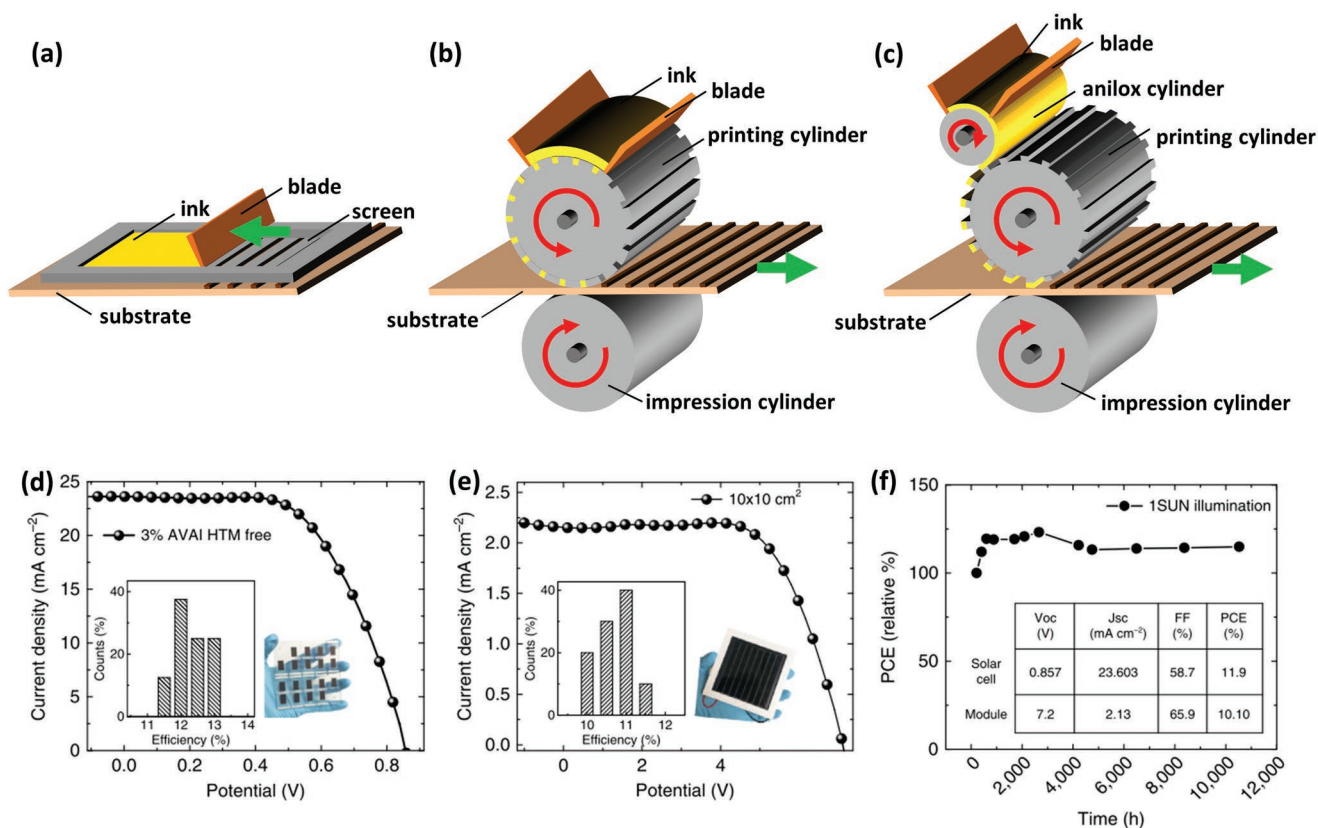 (a)
ink
blade
screen
substrate
(b)
ink
blade
printing cylinder
substrate
impression cylinder
(c)
ink
blade
anilox cylinder
printing cylinder
substrate
impression cylinder
(d)
25
20
15
10
5
0
Current density (mA cm⁻²)
3% AVAI HTM free
40
20
0
Counts (%)
11 12 13 14
Efficiency (%)
0.0 0.2 0.4 0.6 0.8
Potential (V)
(e)
2.5
2.0
1.5
1.0
0.5
0.0
Current density (mA cm⁻²)
10x10 cm²
40
20
0
Counts (%)
10 11 12
Efficiency (%)
0 2 4
Potential (V)
(f)
150
125
100
75
50
PCE (relative %)
1SUN illumination
Voc (V) Jsc (mA cm⁻²) FF (%) PCE (%)
Solar cell 0.857 23.603 58.7 11.9
Module 7.2 2.13 65.9 10.10
0 2,000 4,000 6,000 8,000 10,000 12,000
Time (h)